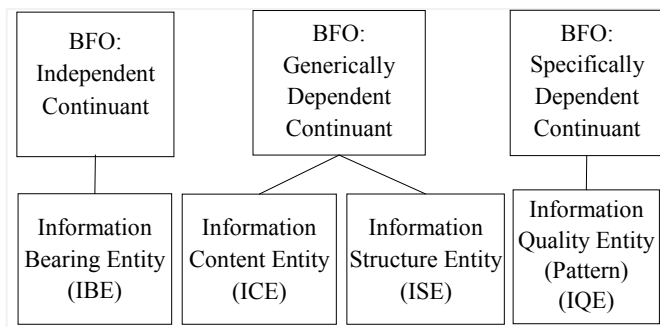 BFO:
Independent
Continuant
BFO:
Generically
Dependent
Continuant
BFO:
Specifically
Dependent
Continuant
Information
Bearing Entity
(IBE)
Information
Content Entity
(ICE)
Information
Structure Entity
(ISE)
Information
Quality Entity
(Pattern)
(IQE)